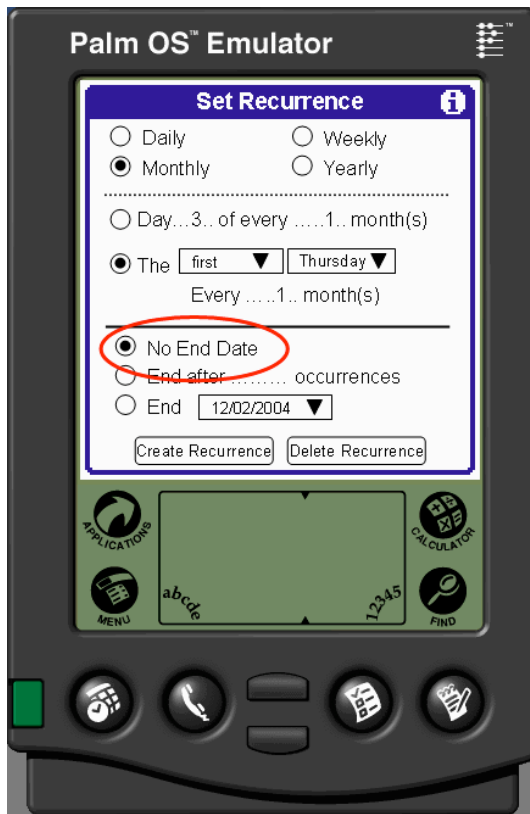 Palm OS™ Emulator
™
Set Recurrence
i
Daily Weekly
Monthly Yearly
Day...3.. of every .....1.. month(s)
The first Thursday
Every .....1.. month(s)
No End Date
End after ......... occurrences
End 12/02/2004
Create Recurrence Delete Recurrence
APPLICATIONS
CALCULATOR
MENU
abcde
12345
FIND